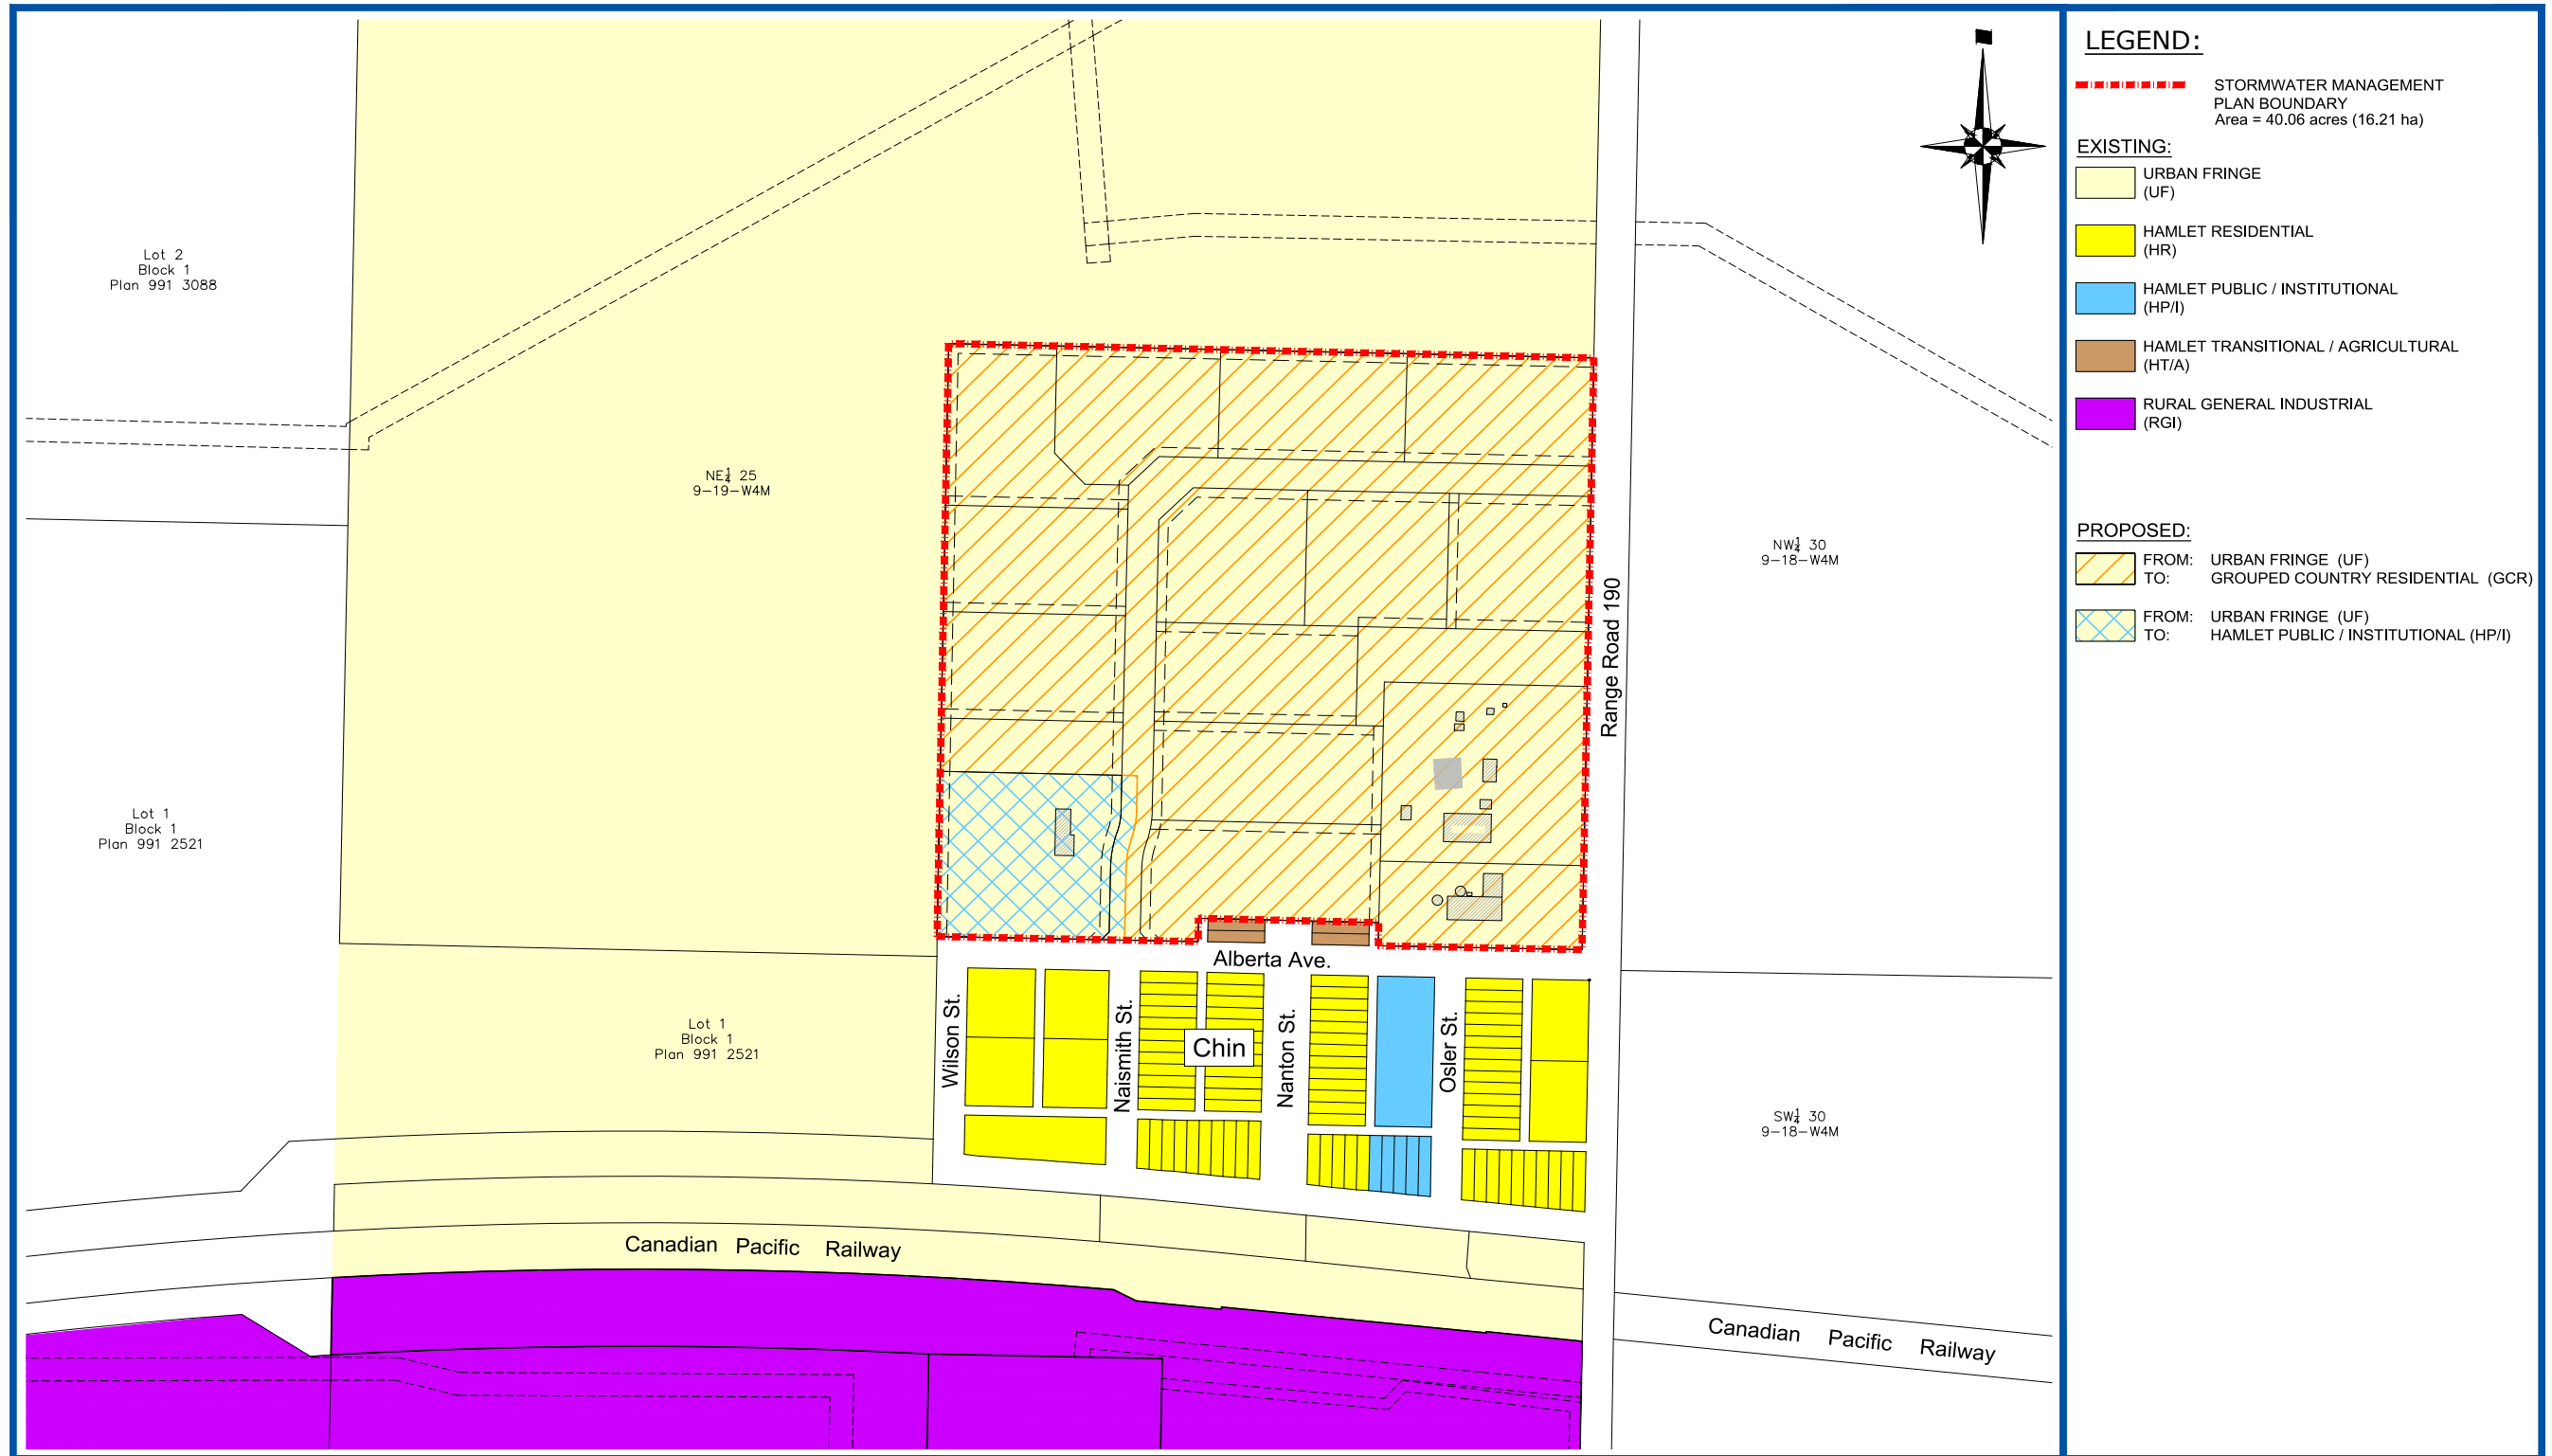 Lot 2
Block 1
Plan 991 3088
NE¼ 25
9-19-W4M
NW¼ 30
9-18-W4M
Range Road 190
Lot 1
Block 1
Plan 991 2521
Alberta Ave.
Lot 1
Block 1
Plan 991 2521
Wilson St.
Naismith St.
Chin
Nanton St.
Osler St.
SW¼ 30
9-18-W4M
Canadian Pacific Railway
Canadian Pacific Railway
LEGEND:
STORMWATER MANAGEMENT
PLAN BOUNDARY
Area = 40.06 acres (16.21 ha)
EXISTING:
URBAN FRINGE
(UF)
HAMLET RESIDENTIAL
(HR)
HAMLET PUBLIC / INSTITUTIONAL
(HP/I)
HAMLET TRANSITIONAL / AGRICULTURAL
(HT/A)
RURAL GENERAL INDUSTRIAL
(RGI)
PROPOSED:
FROM: URBAN FRINGE (UF)
TO: GROUPED COUNTRY RESIDENTIAL (GCR)
FROM: URBAN FRINGE (UF)
TO: HAMLET PUBLIC / INSTITUTIONAL (HP/I)